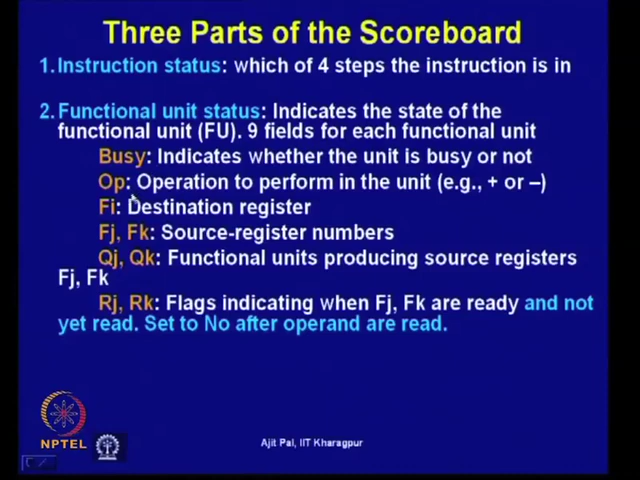 Three Parts of the Scoreboard
1. Instruction status: which of 4 steps the instruction is in
2. Functional unit status: Indicates the state of the
functional unit (FU). 9 fields for each functional unit
Busy: Indicates whether the unit is busy or not
Op: Operation to perform in the unit (e.g., + or –)
Fi: Destination register
Fj, Fk: Source-register numbers
Qj, Qk: Functional units producing source registers
Fj, Fk
Rj, Rk: Flags indicating when Fj, Fk are ready and not
yet read. Set to No after operand are read.
NPTEL
Ajit Pal, IIT Kharagpur